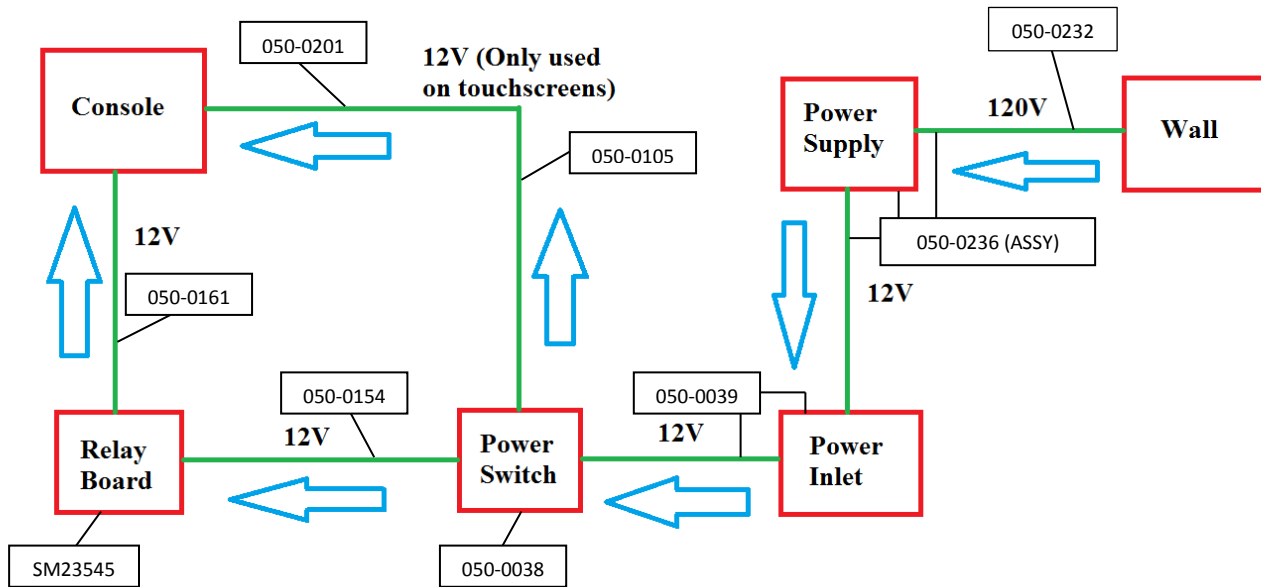 050-0201
050-0232
12V (Only used
on touchscreens)
Console
Power
Supply
120V
Wall
050-0105
12V
050-0236 (ASSY)
12V
050-0161
050-0154
050-0039
12V
12V
Relay
Board
Power
Switch
Power
Inlet
SM23545
050-0038